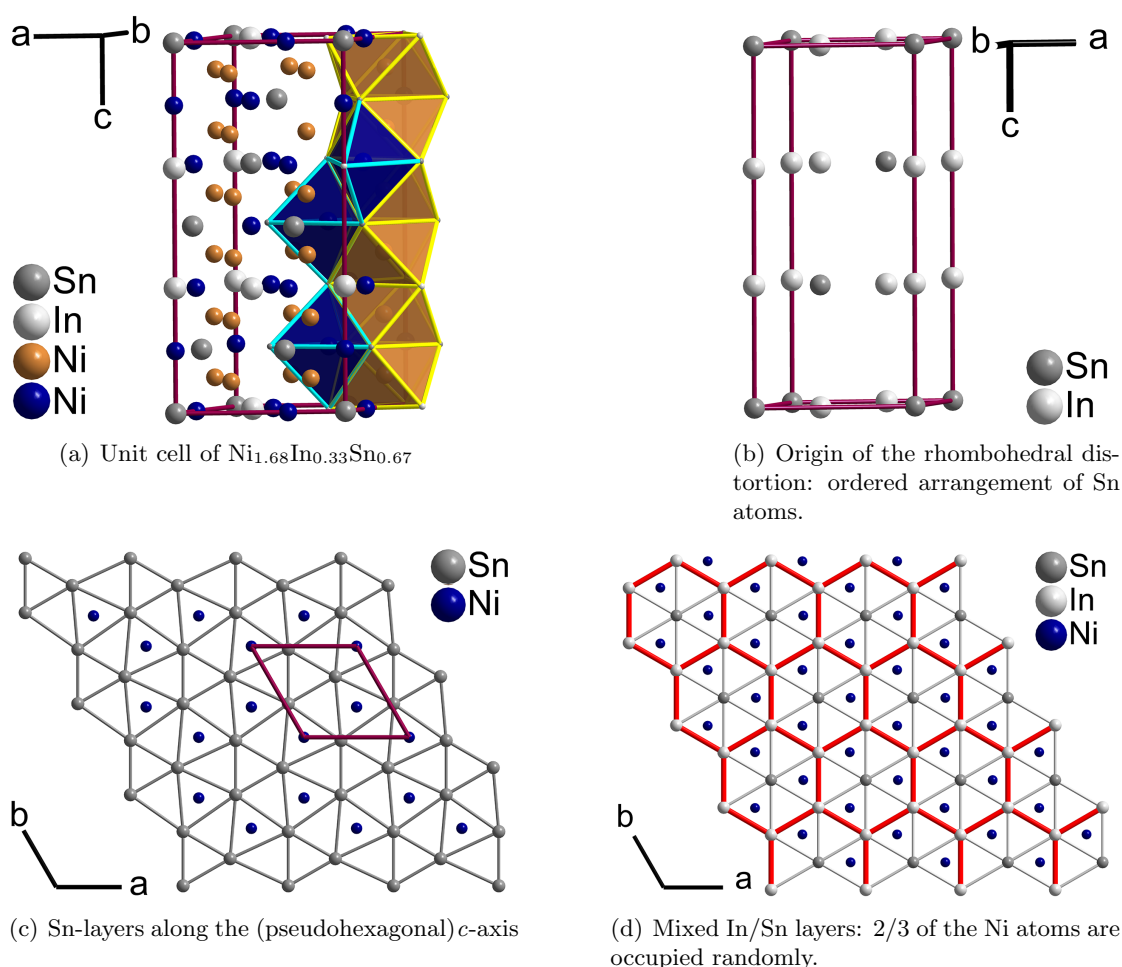 a
b
c
Sn
In
Ni
Ni
(a) Unit cell of Ni1.68In0.33Sn0.67
b
a
c
Sn
In
(b) Origin of the rhombohedral dis-
tortion: ordered arrangement of Sn
atoms.
Sn
Ni
b
a
(c) Sn-layers along the (pseudohexagonal)c-axis
Sn
In
Ni
b
a
(d) Mixed In/Sn layers: 2/3 of the Ni atoms are
occupied randomly.